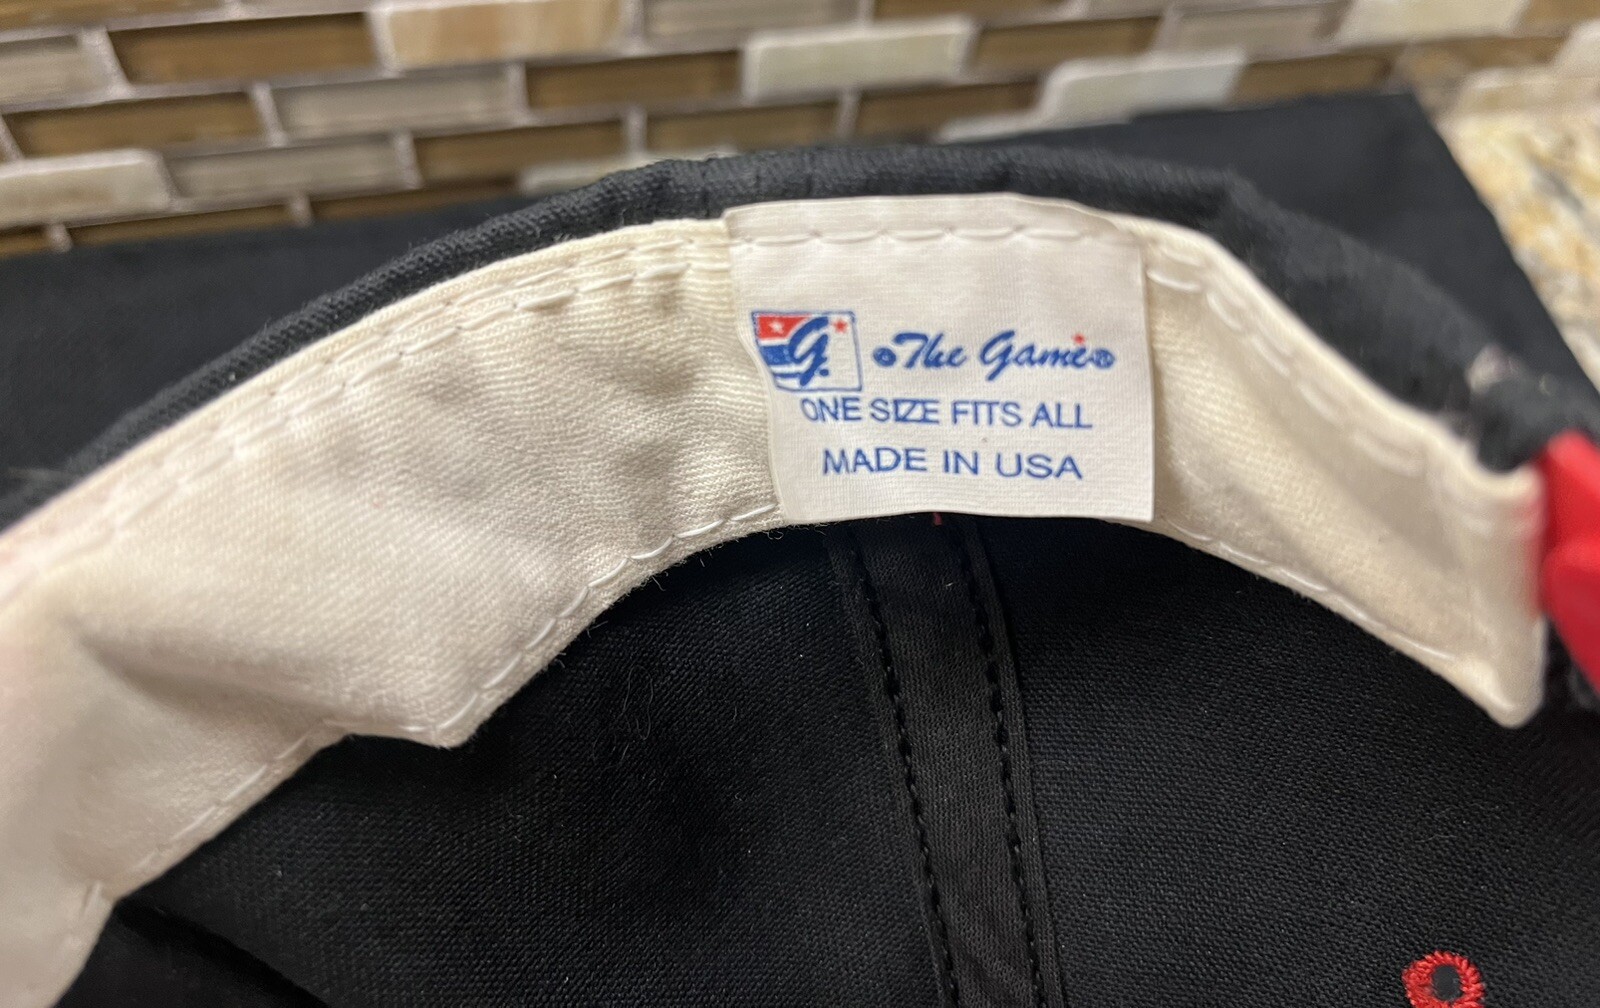 g. ®The Game®
ONE SIZE FITS ALL
MADE IN USA